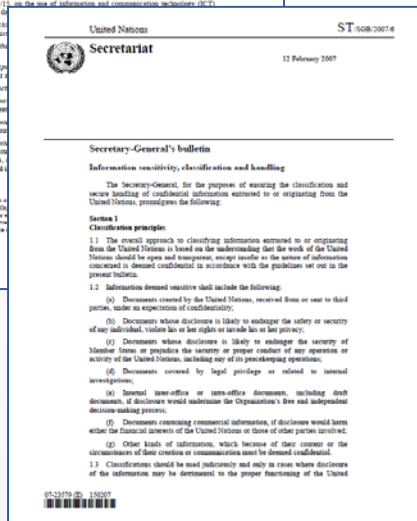 /15, on the use of information and communication technology (ICT)
United Nations
ST/SGB/2007/6
Secretariat
12 February 2007
Secretary-General's bulletin
Information sensitivity, classification and handling
The Secretary-General, for the purposes of ensuring the classification and
secure handling of confidential information entrusted to or originating from the
United Nations, promulgates the following:
Section 1
Classification principles
1.1 The overall approach to classifying information entrusted to or originating
from the United Nations is based on the understanding that the work of the United
Nations should be open and transparent, except insofar as the nature of information
concerned is deemed confidential in accordance with the guidelines set out in the
present bulletin.
1.2 Information deemed sensitive shall include the following:
(a) Documents created by the United Nations, received from or sent to third
parties, under an expectation of confidentiality;
(b) Documents whose disclosure is likely to endanger the safety or security
of any individual, violate his or her rights or invade his or her privacy;
(c) Documents whose disclosure is likely to endanger the security of
Member States or prejudice the security or proper conduct of any operation or
activity of the United Nations, including any of its peacekeeping operations;
(d) Documents covered by legal privilege or related to internal
investigations;
(e) Internal inter-office or intra-office documents, including draft
documents, if disclosure would undermine the Organization's free and independent
decision-making process;
(f) Documents containing commercial information, if disclosure would harm
either the financial interests of the United Nations or those of other parties involved;
(g) Other kinds of information, which because of their content or the
circumstances of their creation or communication must be deemed confidential.
1.3 Classifications should be used judiciously and only in cases where disclosure
of the information may be detrimental to the proper functioning of the United
07-23579 (E) 150207